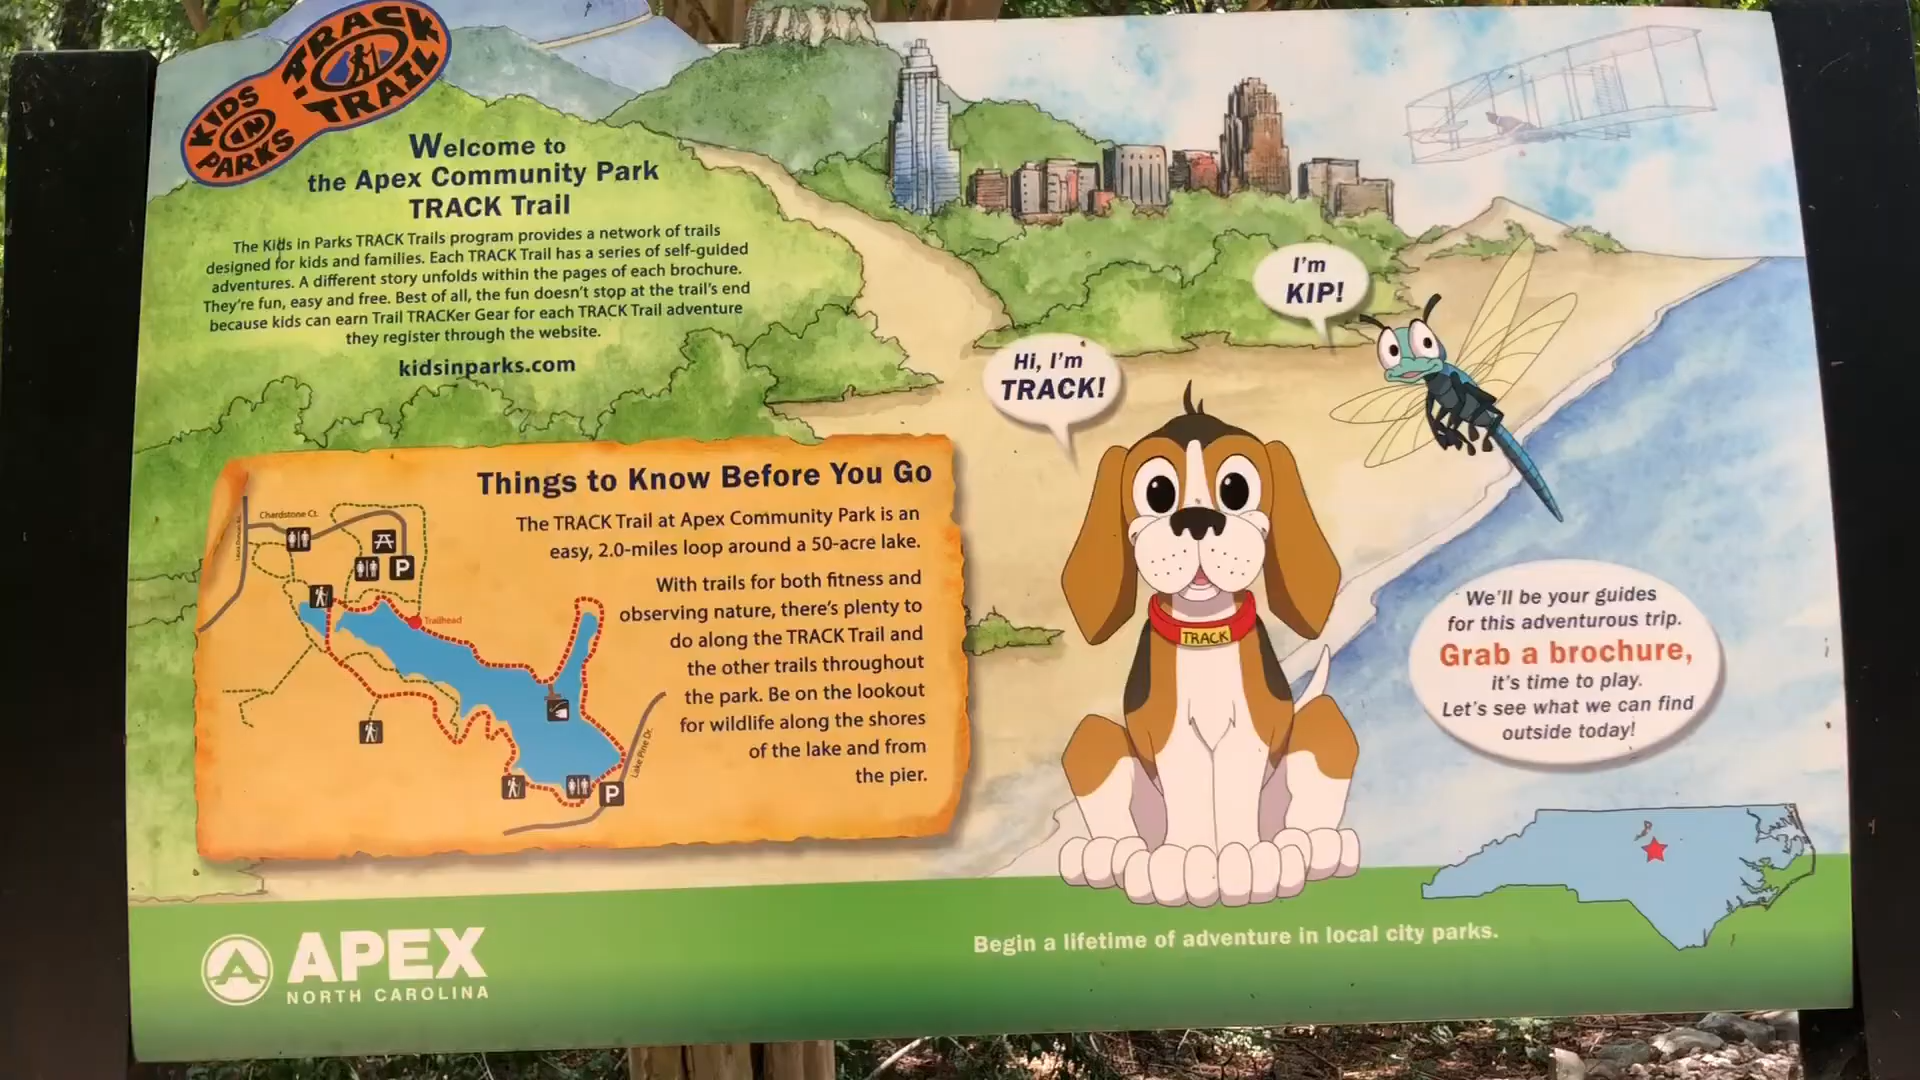 KIDS
IN
PARKS
TRACK
TRAIL
Welcome to
the Apex Community Park
TRACK Trail
The Kids in Parks TRACK Trails program provides a network of trails
designed for kids and families. Each TRACK Trail has a series of self-guided
adventures. A different story unfolds within the pages of each brochure.
They're fun, easy and free. Best of all, the fun doesn't stop at the trail's end
because kids can earn Trail TRACKer Gear for each TRACK Trail adventure
they register through the website.
kidsinparks.com
I'm
KIP!
Hi, I'm
TRACK!
TRACK
Things to Know Before You Go
The TRACK Trail at Apex Community Park is an
easy, 2.0-miles loop around a 50-acre lake.
With trails for both fitness and
observing nature, there's plenty to
do along the TRACK Trail and
the other trails throughout
the park. Be on the lookout
for wildlife along the shores
of the lake and from
the pier.
Chardstone Ct.
P
Trailhead
Lake Pine Dr.
P
We'll be your guides
for this adventurous trip.
Grab a brochure,
it's time to play.
Let's see what we can find
outside today!
APEX
NORTH CAROLINA
Begin a lifetime of adventure in local city parks.